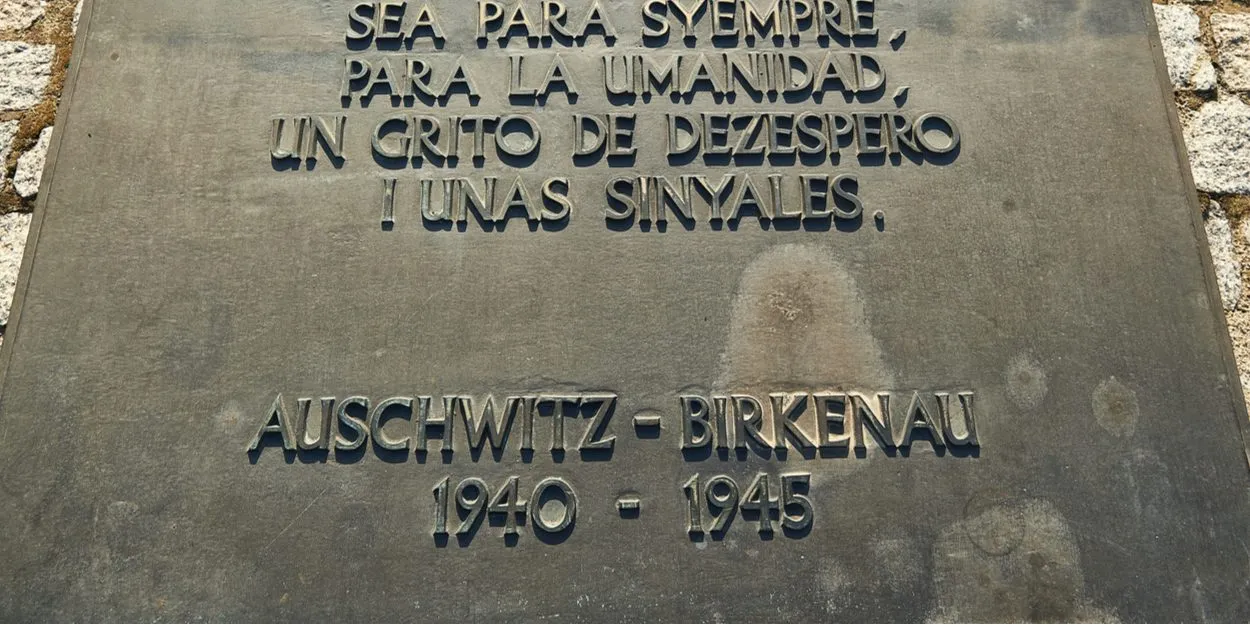 SEA PARA SYEMPRE,
PARA LA UMANIDAD,
UN GRITO DE DEZESPERO
I UNAS SINYALES.
AUSCHWITZ - BIRKENAU
1940 - 1945